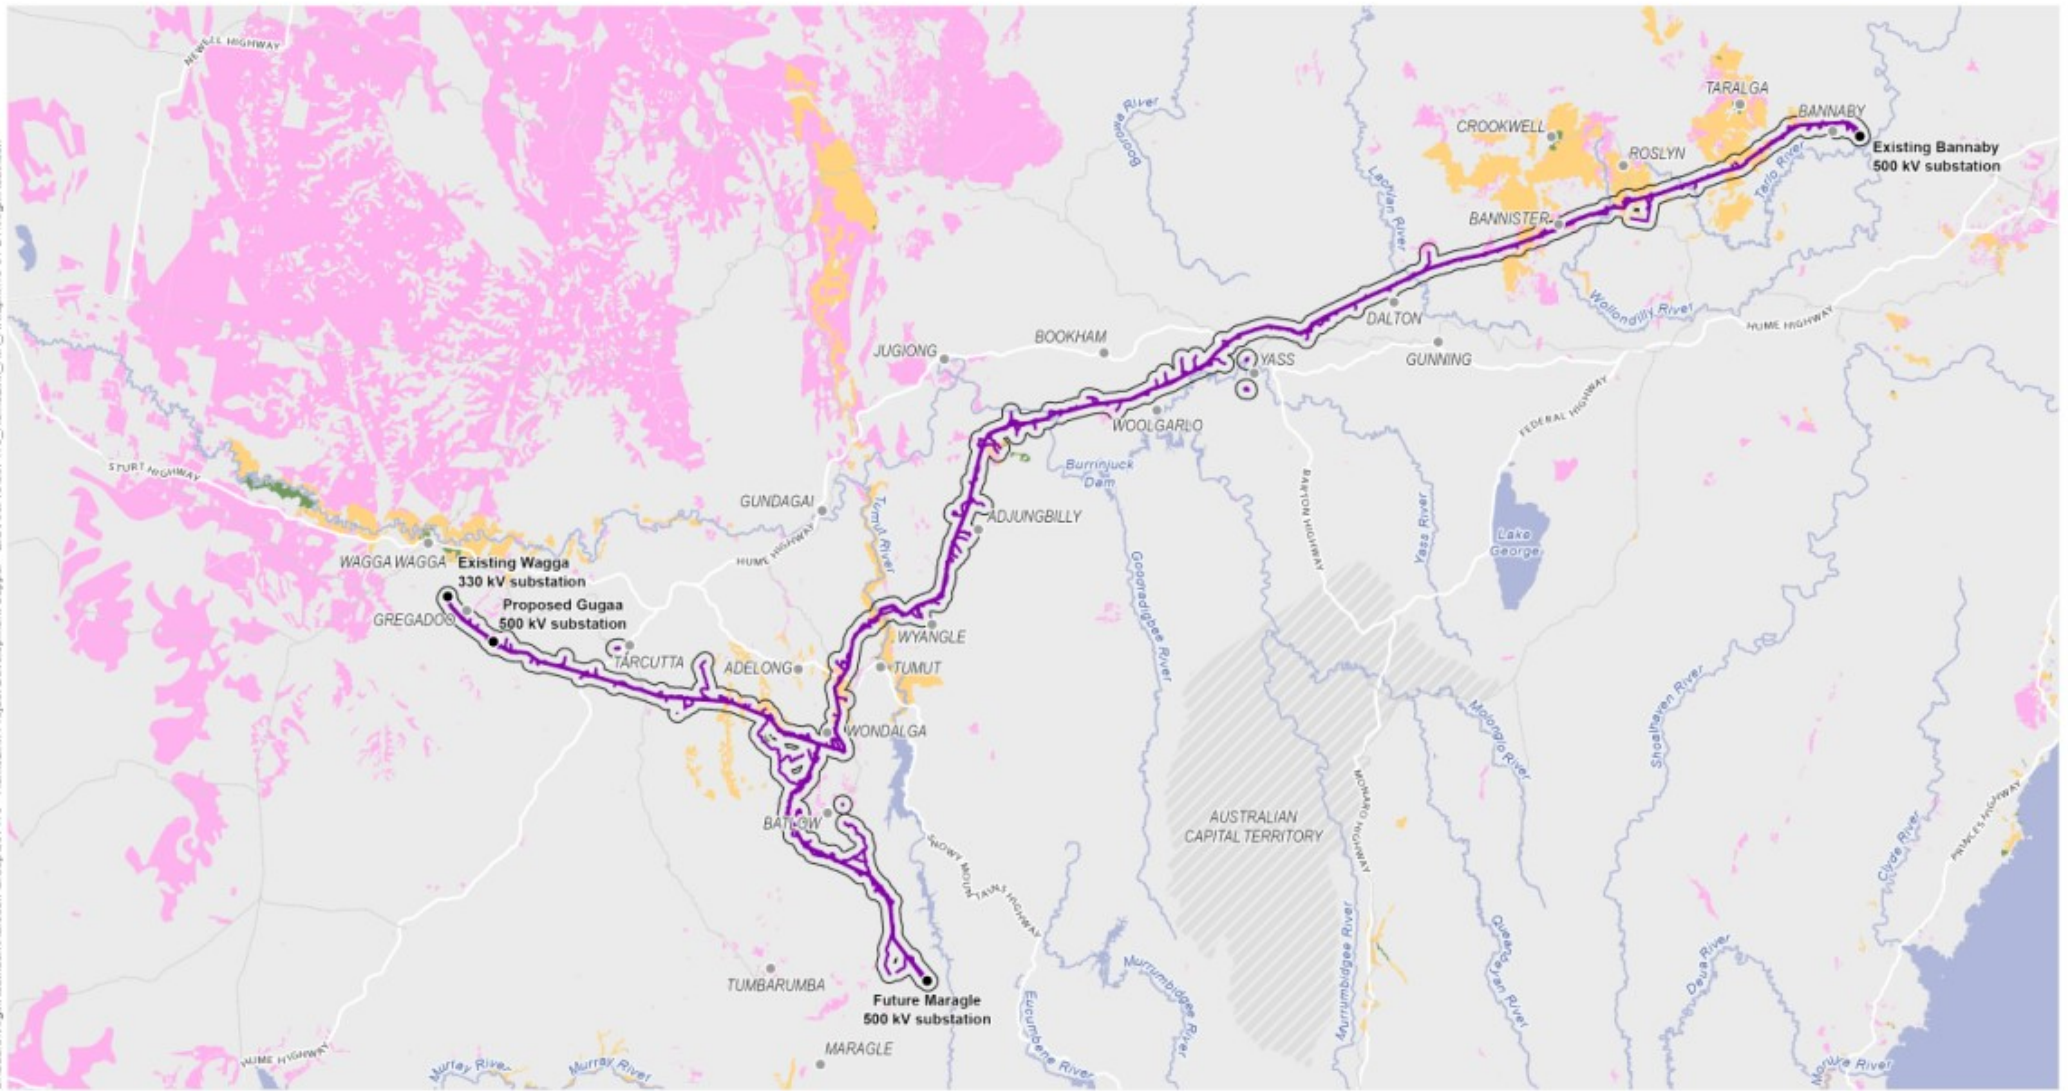 NEWELL HIGHWAY
Boorowa
River
Lachlan River
TARALGA
BANNABY
CROOKWELL
ROSLYN
Existing Bannaby
500 kV substation
Tarlo River
BANNISTER
Wollondilly River
HUME HIGHWAY
DALTON
GUNNING
BOOKHAM
JUGIONG
YASS
FEDERAL HIGHWAY
WOOLGARLO
Burrinjuck
Dam
STURT HIGHWAY
GUNDAGAI
Tumut River
ADJUNGBILLY
BARTON HIGHWAY
Yass River
Lake
George
HUME HIGHWAY
WAGGA WAGGA
Existing Wagga
330 kV substation
Goodradigbee River
Proposed Gugaa
500 kV substation
GREGADOO
WYANGLE
TARCUTTA
ADELONG
TUMUT
WONDALGA
Molonglo River
Shoalhaven River
MONARO HIGHWAY
AUSTRALIAN
CAPITAL TERRITORY
BATLOW
SNOWY MOUNTAINS HIGHWAY
Clyde River
PRINCES HIGHWAY
Murrumbidgee River
Queanbeyan River
Deua River
TUMBARUMBA
Murrumbidgee River
Eucumbene River
Future Maragle
500 kV substation
MARAGLE
HUME HIGHWAY
Murray River
Murray River
Moruya River